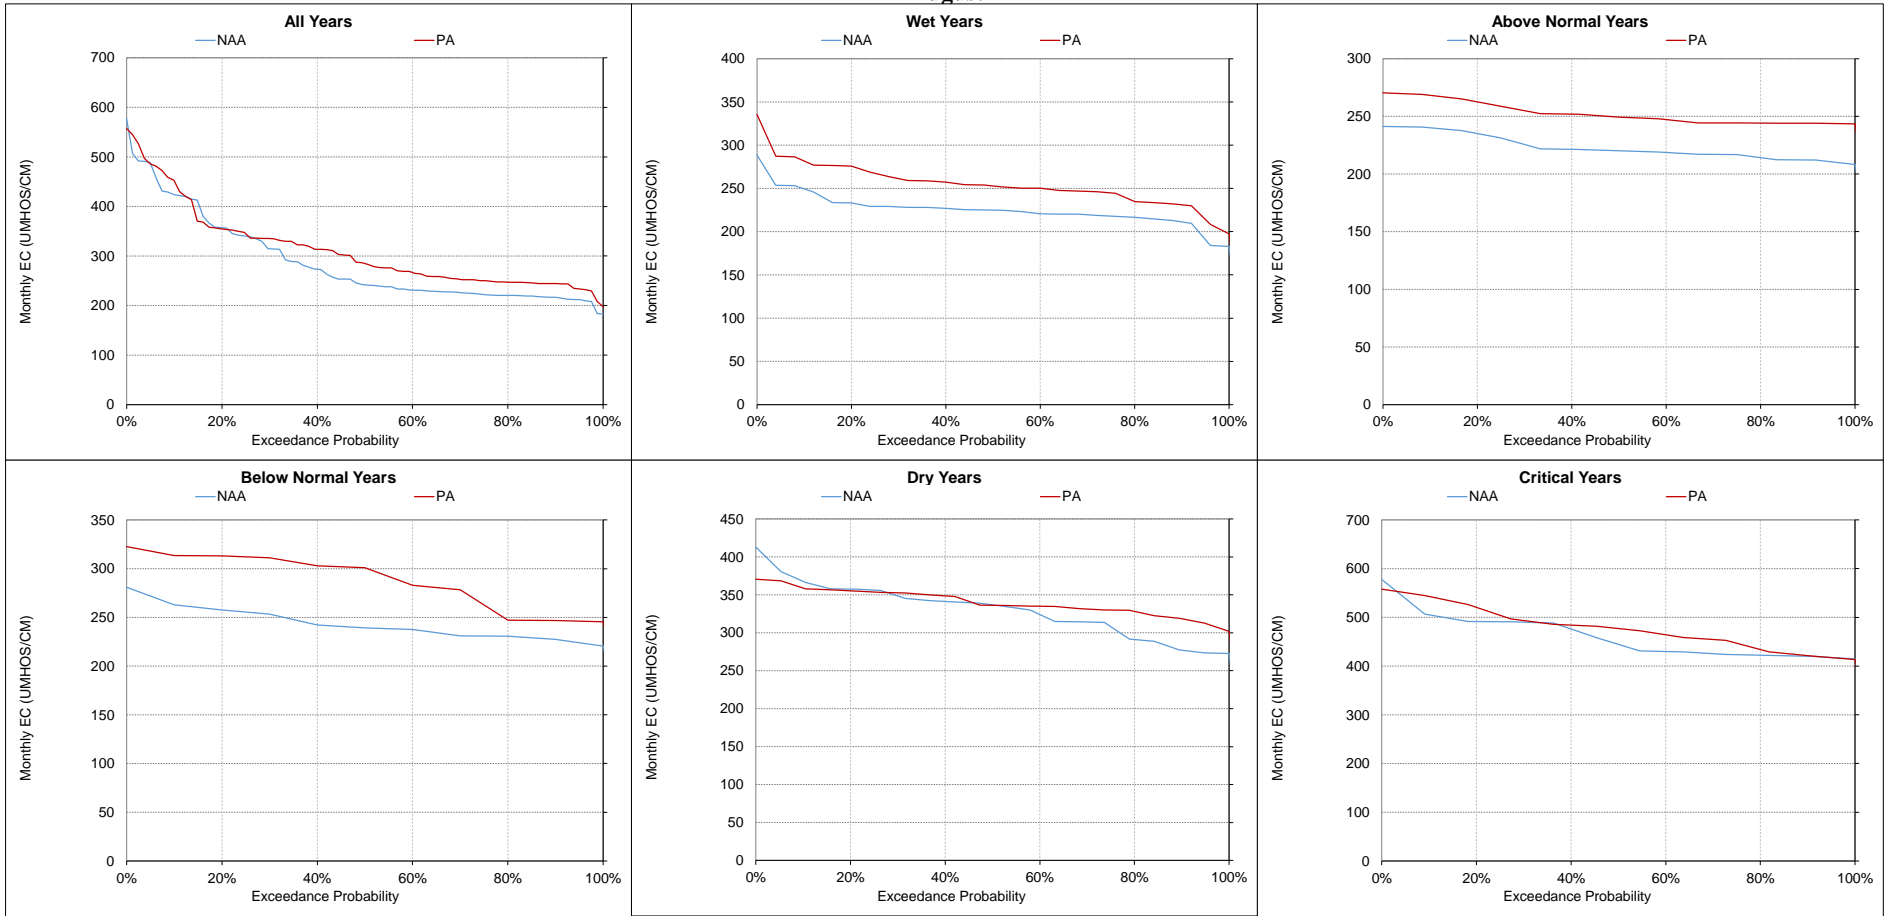 All Years
NAA PA
700
600
500
400
300
200
100
0
Monthly EC (UMHOS/CM)
0% 20% 40% 60% 80% 100%
Exceedance Probability
Wet Years
NAA PA
400
350
300
250
200
150
100
50
0
Monthly EC (UMHOS/CM)
0% 20% 40% 60% 80% 100%
Exceedance Probability
Above Normal Years
NAA PA
300
250
200
150
100
50
0
Monthly EC (UMHOS/CM)
0% 20% 40% 60% 80% 100%
Exceedance Probability
Below Normal Years
NAA PA
350
300
250
200
150
100
50
0
Monthly EC (UMHOS/CM)
0% 20% 40% 60% 80% 100%
Exceedance Probability
Dry Years
NAA PA
450
400
350
300
250
200
150
100
50
0
Monthly EC (UMHOS/CM)
0% 20% 40% 60% 80% 100%
Exceedance Probability
Critical Years
NAA PA
700
600
500
400
300
200
100
0
Monthly EC (UMHOS/CM)
0% 20% 40% 60% 80% 100%
Exceedance Probability